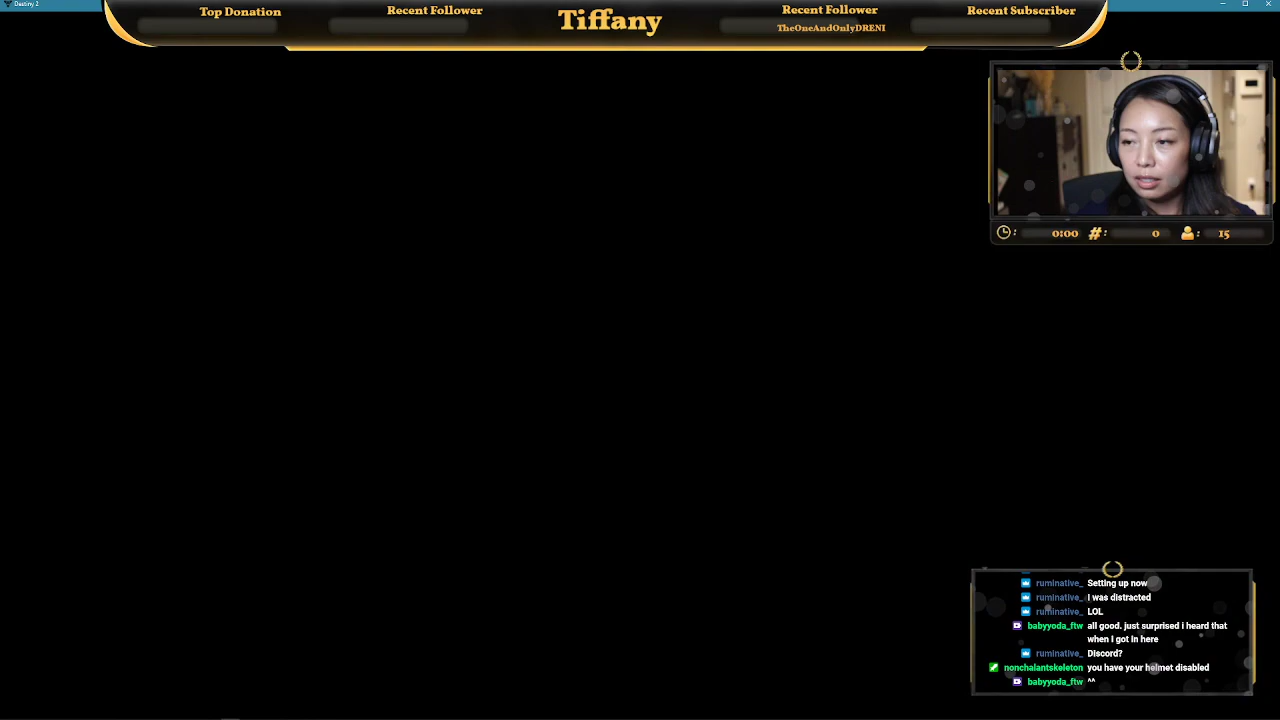 Destiny 2
Top Donation
Recent Follower
Tiffany
Recent Follower
TheOneAndOnlyDRENI
Recent Subscriber
: 0:00 #: 0 : 15
ruminative_ Setting up now
ruminative_ I was distracted
ruminative_ LOL
babyyoda_ftw all good. just surprised i heard that
when I got in here
ruminative_ Discord?
nonchalantskeleton you have your helmet disabled
babyyoda_ftw ^^